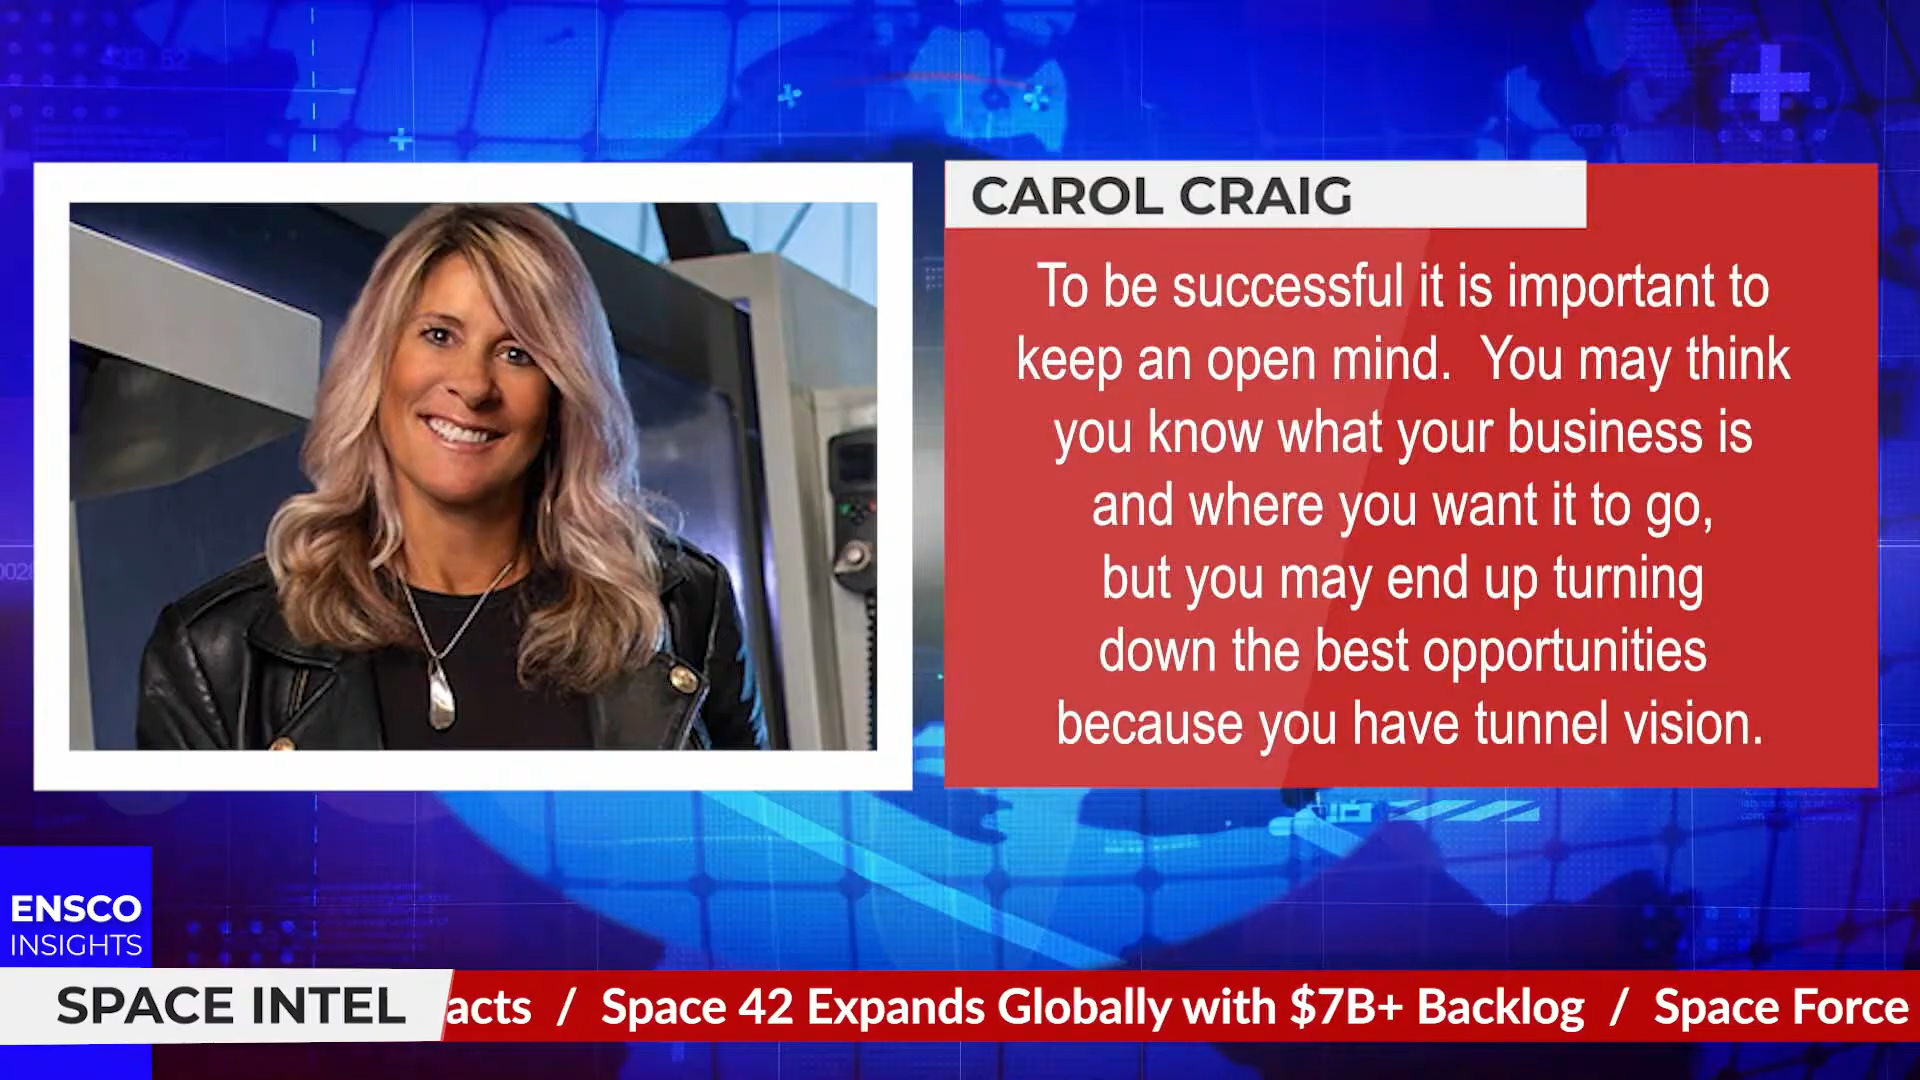 CAROL CRAIG
To be successful it is important to
keep an open mind.  You may think
you know what your business is
and where you want it to go,
but you may end up turning
down the best opportunities
because you have tunnel vision.
ENSCO
INSIGHTS
SPACE INTEL
acts / Space 42 Expands Globally with $7B+ Backlog / Space Force